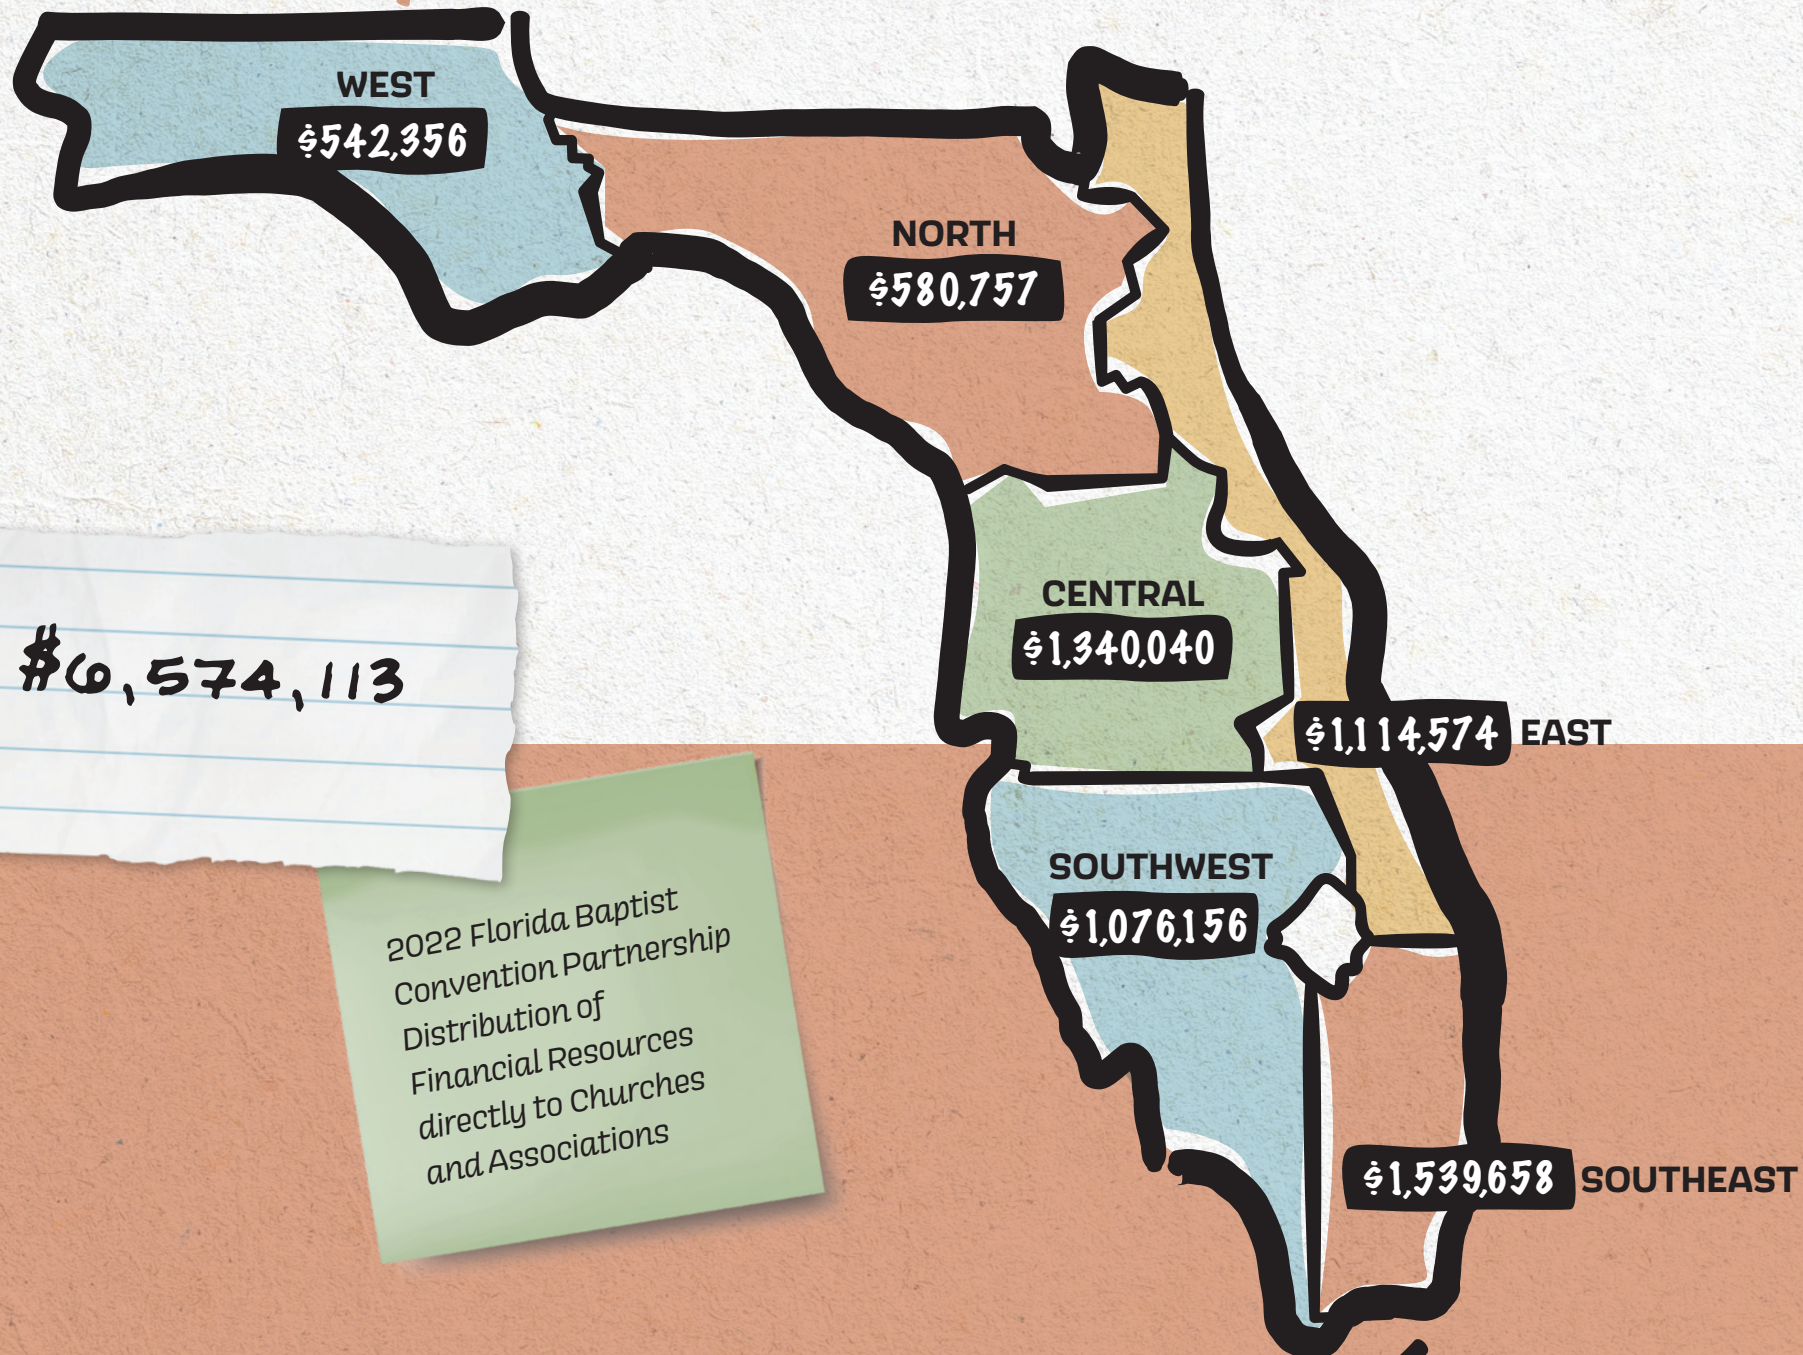 WEST
$542,356
NORTH
$580,757
CENTRAL
$1,340,040
$6,574,113
$1,114,574 EAST
SOUTHWEST
$1,076,156
2022 Florida Baptist
Convention Partnership
Distribution of
Financial Resources
directly to Churches
and Associations
$1,539,658 SOUTHEAST